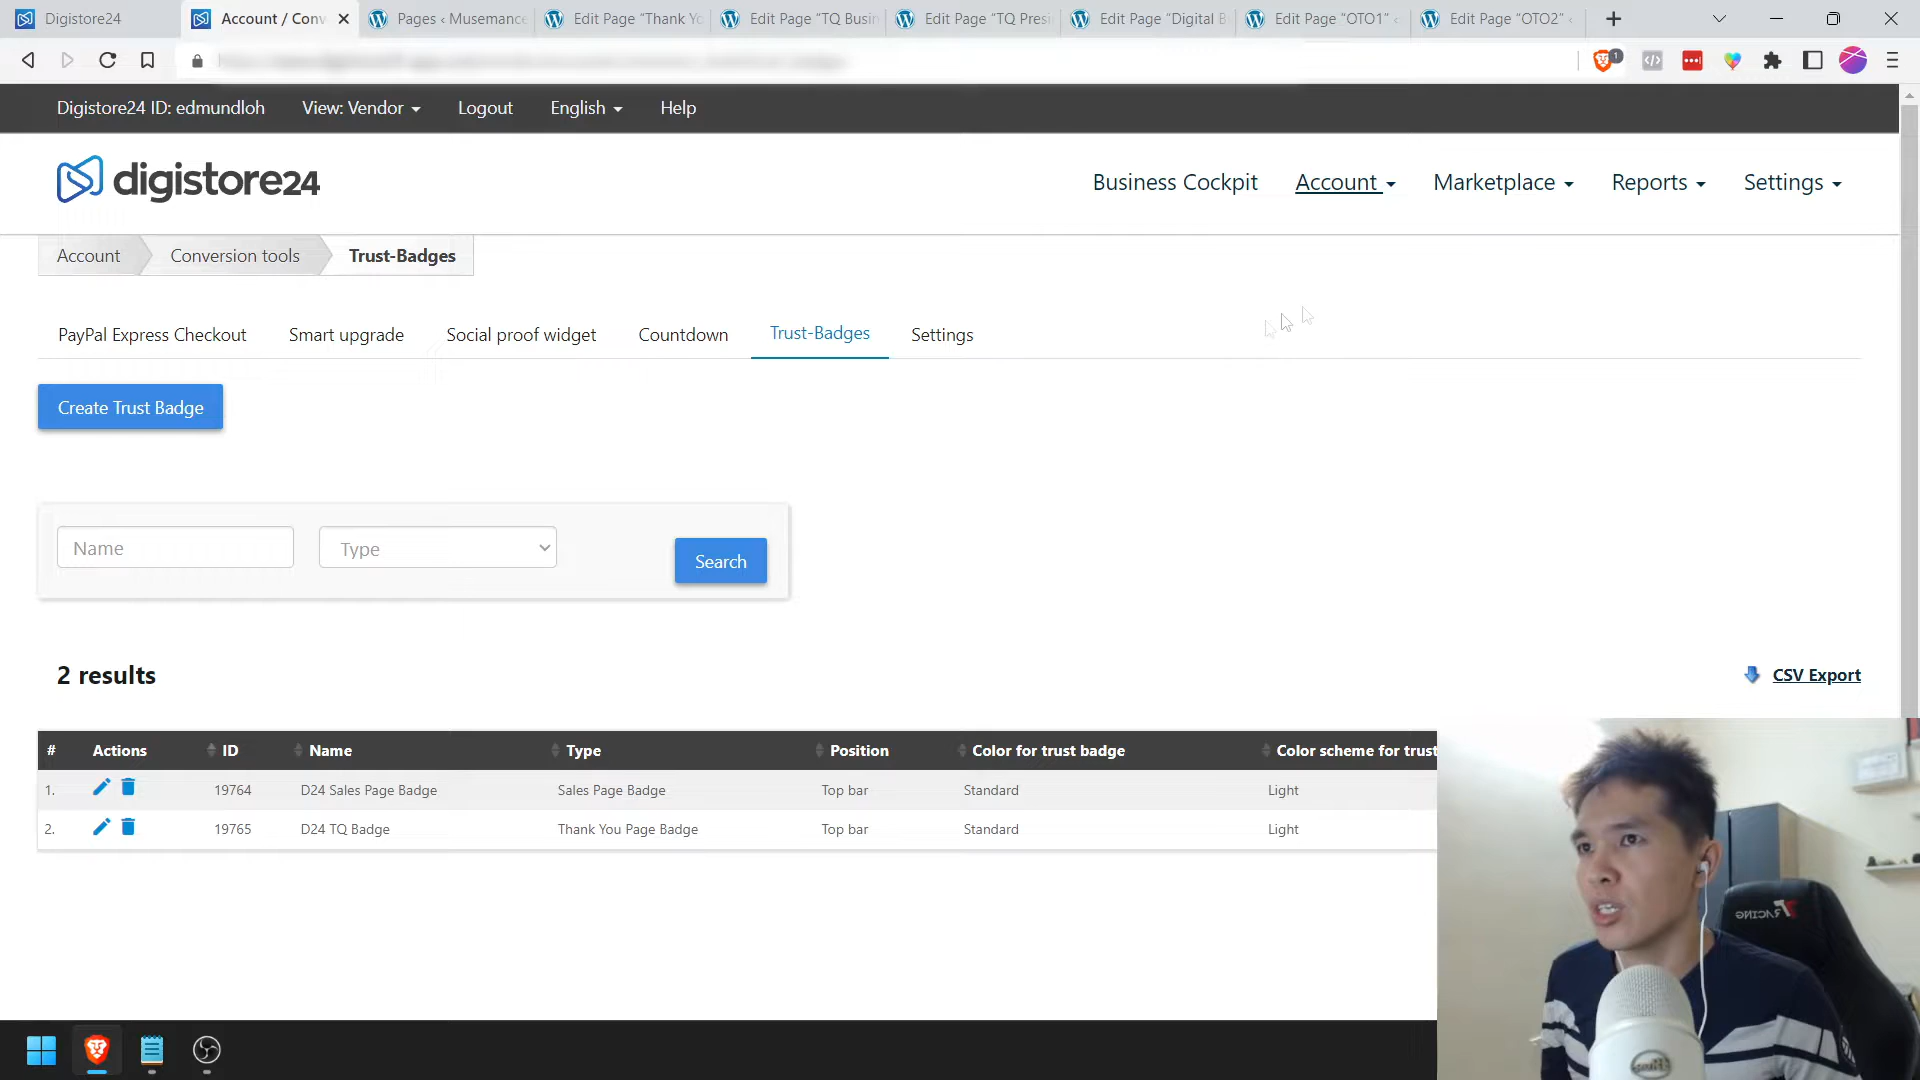 Digistore24
Account / Conv
Pages ‹ Musemance
Edit Page “Thank Yo
Edit Page “TQ Busin
Edit Page “TQ Presi
Edit Page “Digital B
Edit Page “OTO1” ‹
Edit Page “OTO2” ‹
1
Digistore24 ID: edmundloh
View: Vendor
Logout
English
Help
digistore24
Business Cockpit
Account
Marketplace
Reports
Settings
Account
Conversion tools
Trust-Badges
PayPal Express Checkout
Smart upgrade
Social proof widget
Countdown
Trust-Badges
Settings
Create Trust Badge
Name
Type
Search
2 results
CSV Export
# Actions ID Name Type Position Color for trust badge Color scheme for trust
1. 19764 D24 Sales Page Badge Sales Page Badge Top bar Standard Light
2. 19765 D24 TQ Badge Thank You Page Badge Top bar Standard Light